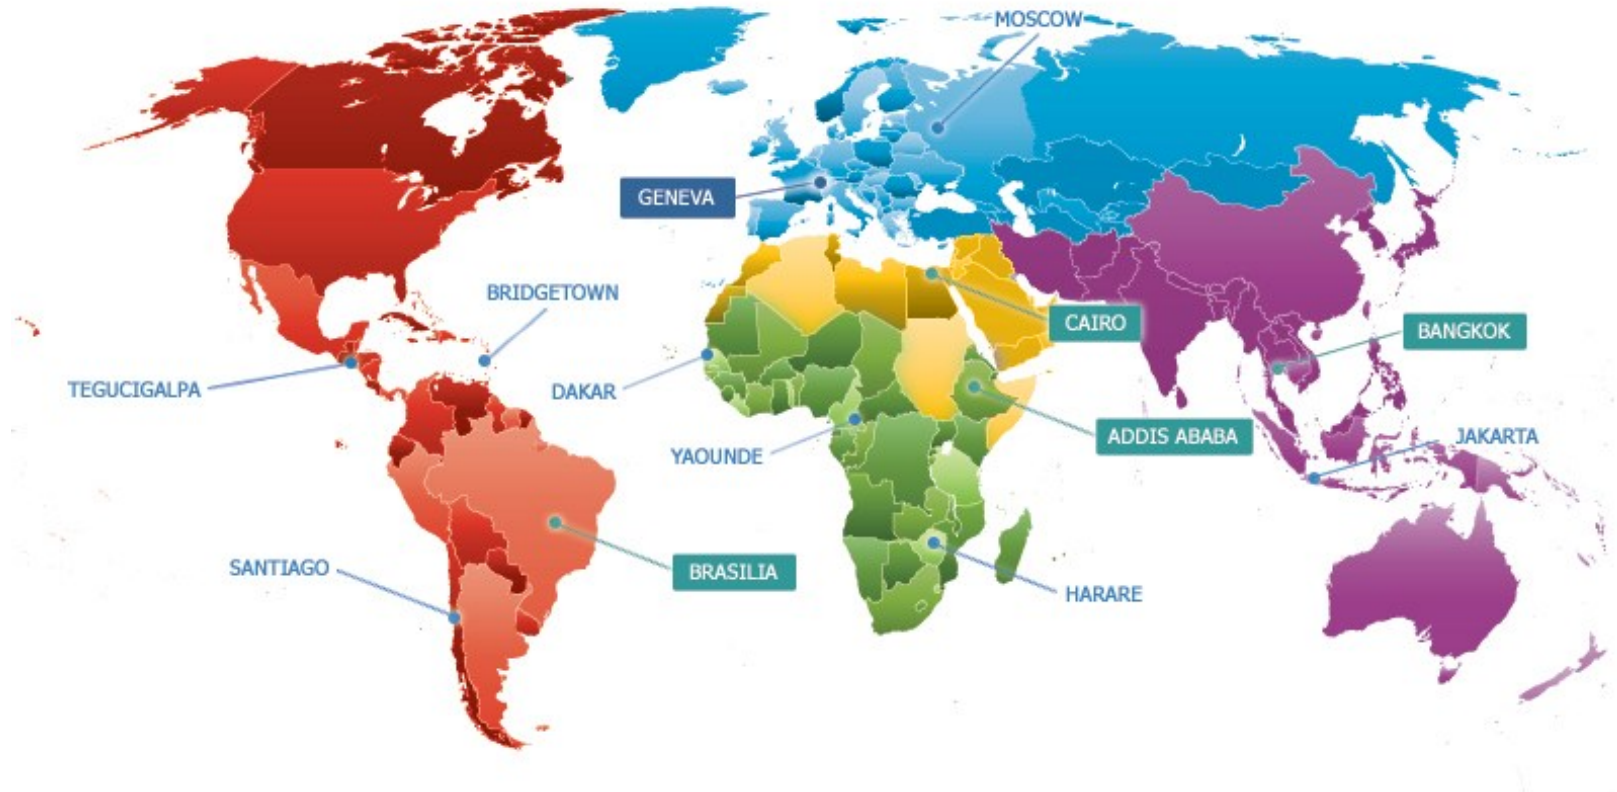 MOSCOW
GENEVA
BRIDGETOWN
CAIRO
BANGKOK
TEGUCIGALPA
DAKAR
ADDIS ABABA
JAKARTA
YAOUNDE
SANTIAGO
BRASILIA
HARARE